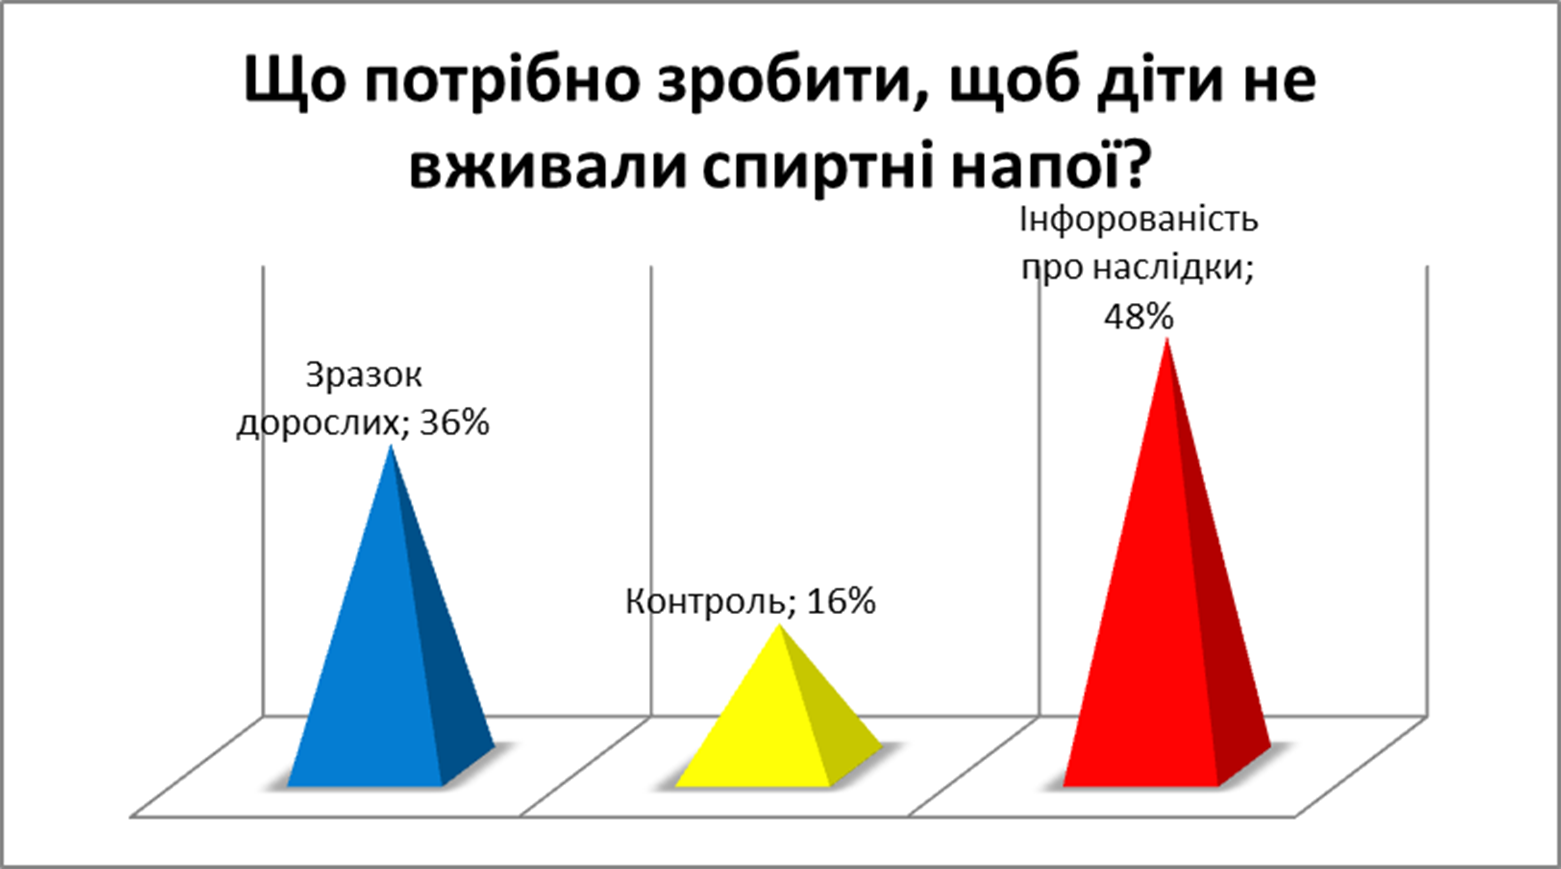 Що потрібно зробити, щоб діти не
вживали спиртні напої?
Зразок
дорослих; 36%
Контроль; 16%
Інфорованість
про наслідки;
48%